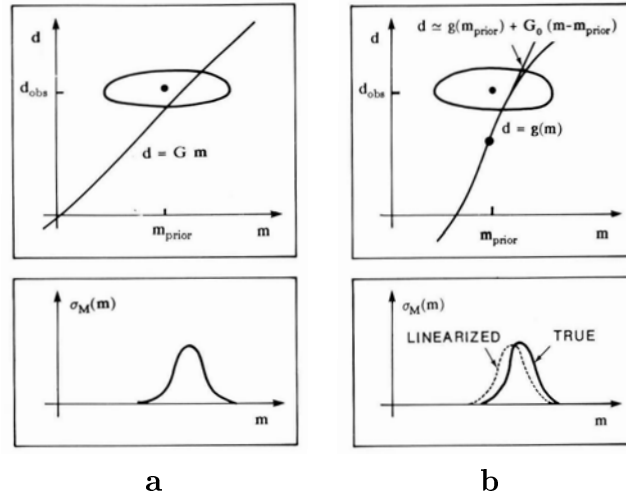 d
d_obs
d = G m
m_prior
m
σ_M(m)
m
a
d ≃ g(m_prior) + G_0 (m-m_prior)
d
d_obs
d = g(m)
m_prior
m
σ_M(m)
LINEARIZED
TRUE
m
b